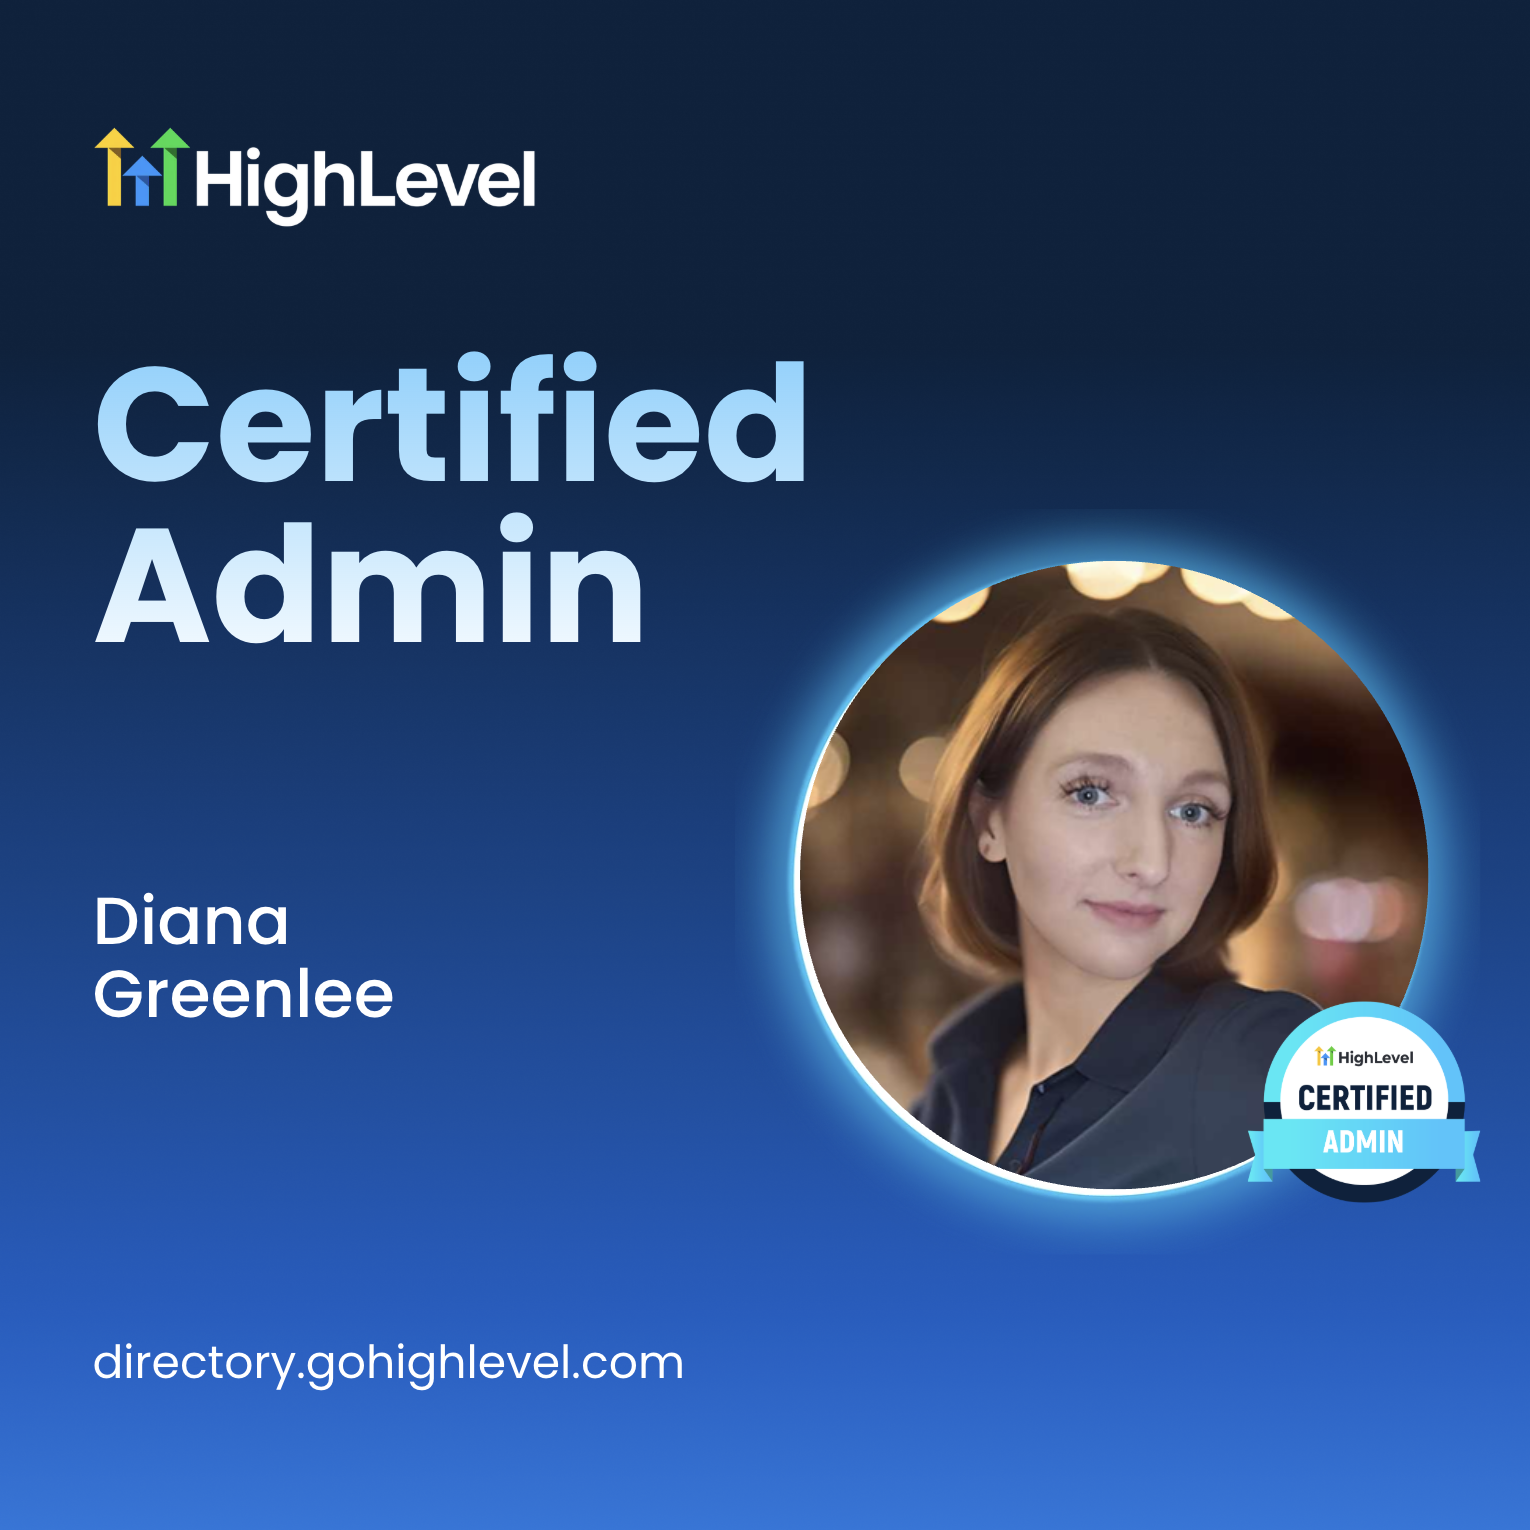 HighLevel
Certified
Admin
Diana
Greenlee
HighLevel
CERTIFIED
ADMIN
directory.gohighlevel.com